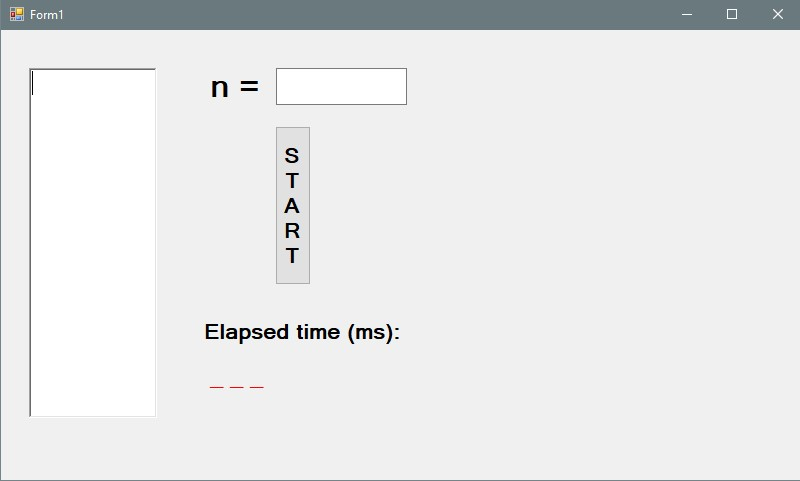 Form1
n =
S
T
A
R
T
Elapsed time (ms):
_ _ _